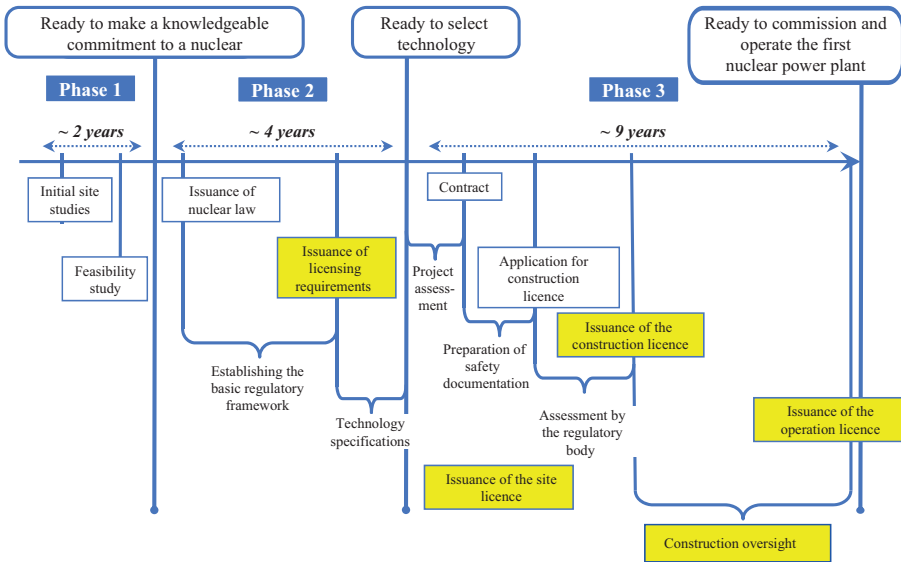 Ready to make a knowledgeable
commitment to a nuclear
Ready to select
technology
Ready to commission and
operate the first
nuclear power plant
Phase 1
Phase 2
Phase 3
~ 2 years
~ 4 years
~ 9 years
Initial site
studies
Feasibility
study
Issuance of
nuclear law
Issuance of
licensing
requirements
Establishing the
basic regulatory
framework
Technology
specifications
Contract
Project
assess-
ment
Application for
construction
licence
Preparation of
safety
documentation
Issuance of the
construction licence
Assessment by
the regulatory
body
Issuance of the
operation licence
Issuance of the site
licence
Construction oversight